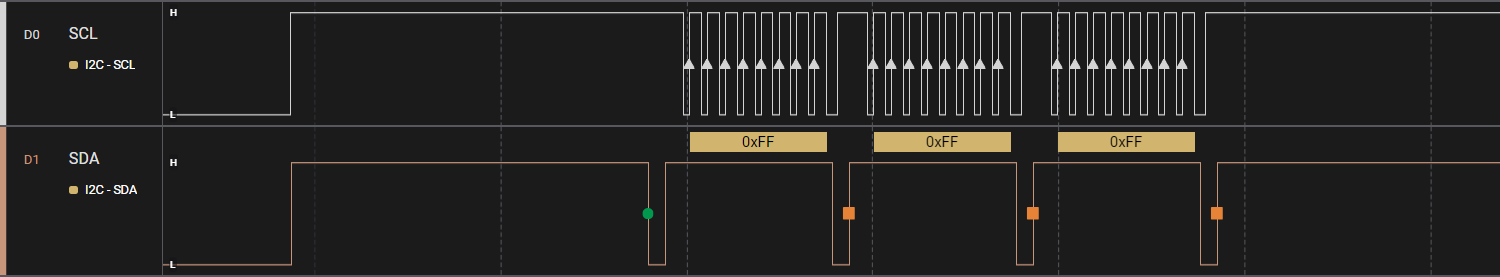 H
D0 SCL
I2C - SCL
L
0xFF 0xFF 0xFF
D1 SDA H
I2C - SDA
L